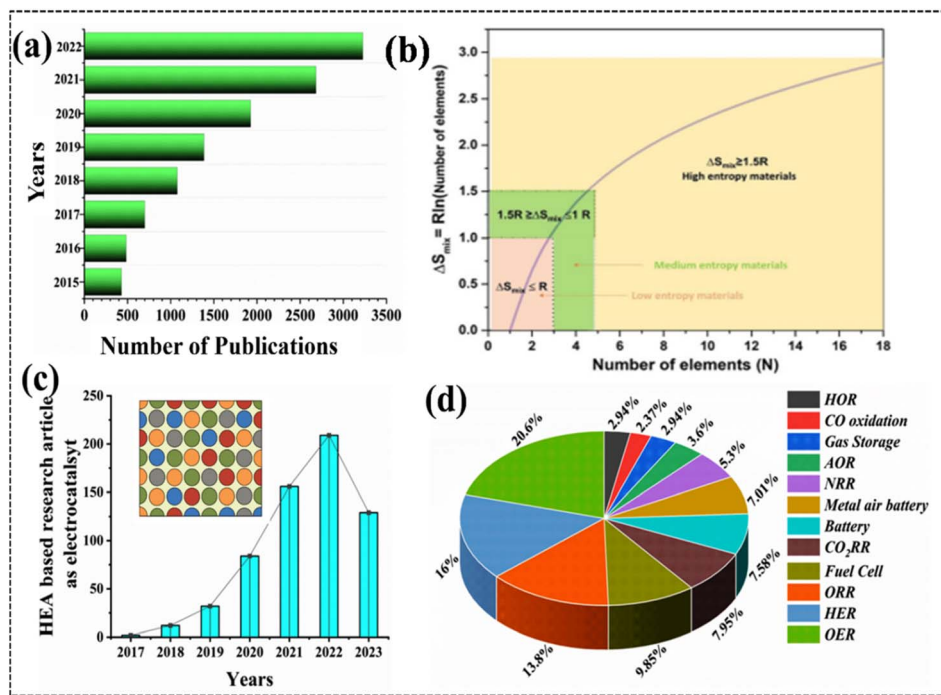 (a)
Years
2022
2021
2020
2019
2018
2017
2016
2015
0 500 1000 1500 2000 2500 3000 3500
Number of Publications
(b)
ΔSmix= Rln(Number of elements)
3.0
2.5
2.0
1.5
1.0
0.5
0.0
ΔSmix≥1.5R
High entropy materials
1.5R ≥ΔSmix ≤1 R
Medium entropy materials
ΔSmix ≤ R
Low entropy materials
0 2 4 6 8 10 12 14 16 18
Number of elements (N)
(c)
HEA based research article
as electrocatalsyt
250
200
150
100
50
0
2017 2018 2019 2020 2021 2022 2023
Years
(d)
20.6%
2.94%
2.37%
2.94%
3.6%
5.3%
7.01%
7.58%
7.95%
9.85%
13.8%
16%
HOR
CO oxidation
Gas Storage
AOR
NRR
Metal air battery
Battery
CO₂RR
Fuel Cell
ORR
HER
OER